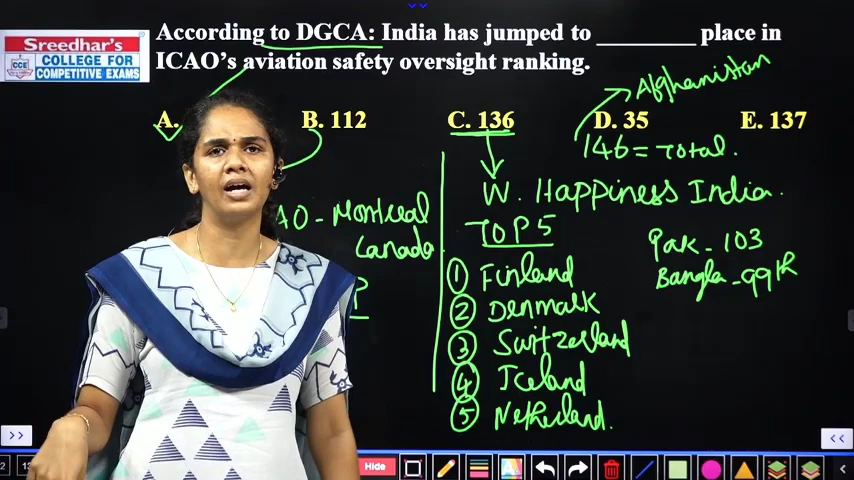 According to DGCA: India has jumped to ________ place in
ICAO's aviation safety oversight ranking.
Sreedhar's
CCE
COLLEGE FOR
COMPETITIVE EXAMS
Afghanistan
A. B. 112 C. 136 D. 35 E. 137
146 = Total.
W. Happiness India.
AO - Montreal
Canada
TOP 5
Pak - 103
Bangla - 99th
1 Finland
2 Denmark
3 Switzerland
4 Iceland
5 Netherland.
>>
<<
Hide